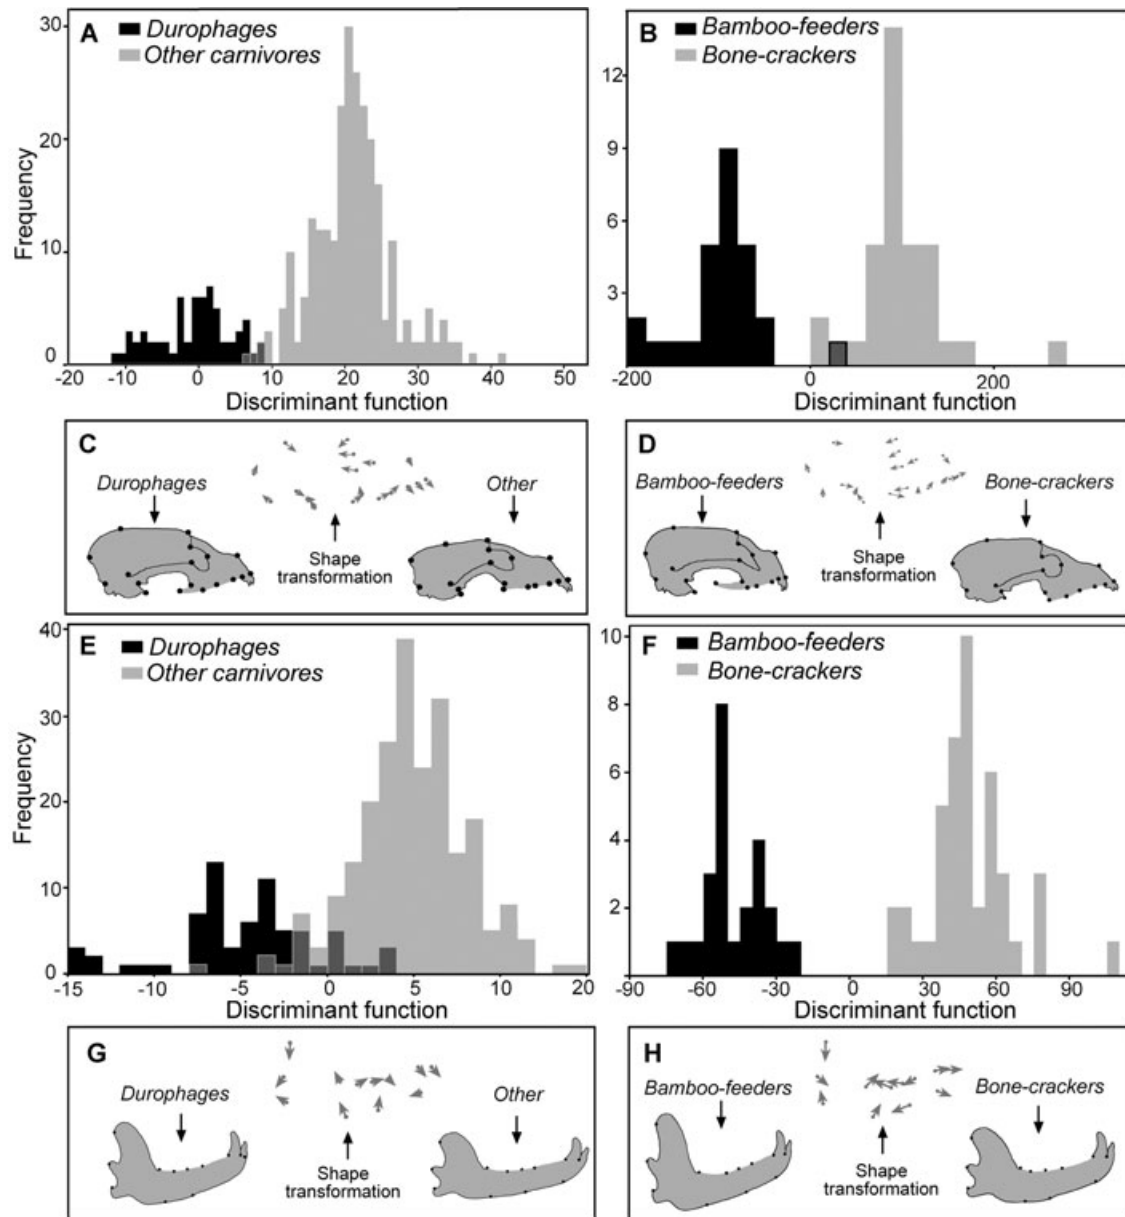 A
Durophages
Other carnivores
Frequency
30
20
10
0
-20
-10
0
10
20
30
40
50
Discriminant function
B
Bamboo-feeders
Bone-crackers
12
9
6
3
-200
0
200
Discriminant function
C
Durophages
Other
Shape
transformation
D
Bamboo-feeders
Bone-crackers
Shape
transformation
E
Durophages
Other carnivores
Frequency
40
30
20
10
0
-15
-10
-5
0
5
10
20
Discriminant function
F
Bamboo-feeders
Bone-crackers
10
8
6
4
2
-90
-60
-30
0
30
60
90
Discriminant function
G
Durophages
Other
Shape
transformation
H
Bamboo-feeders
Bone-crackers
Shape
transformation